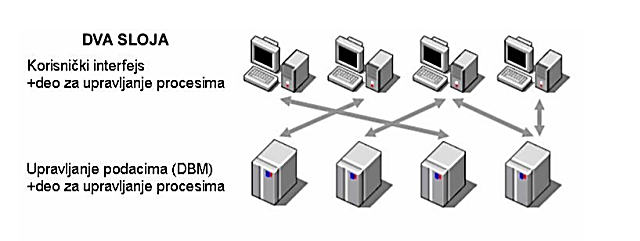 DVA SLOJA
Korisnički interfejs
+deo za upravljanje procesima
Upravljanje podacima (DBM)
+deo za upravljanje procesima